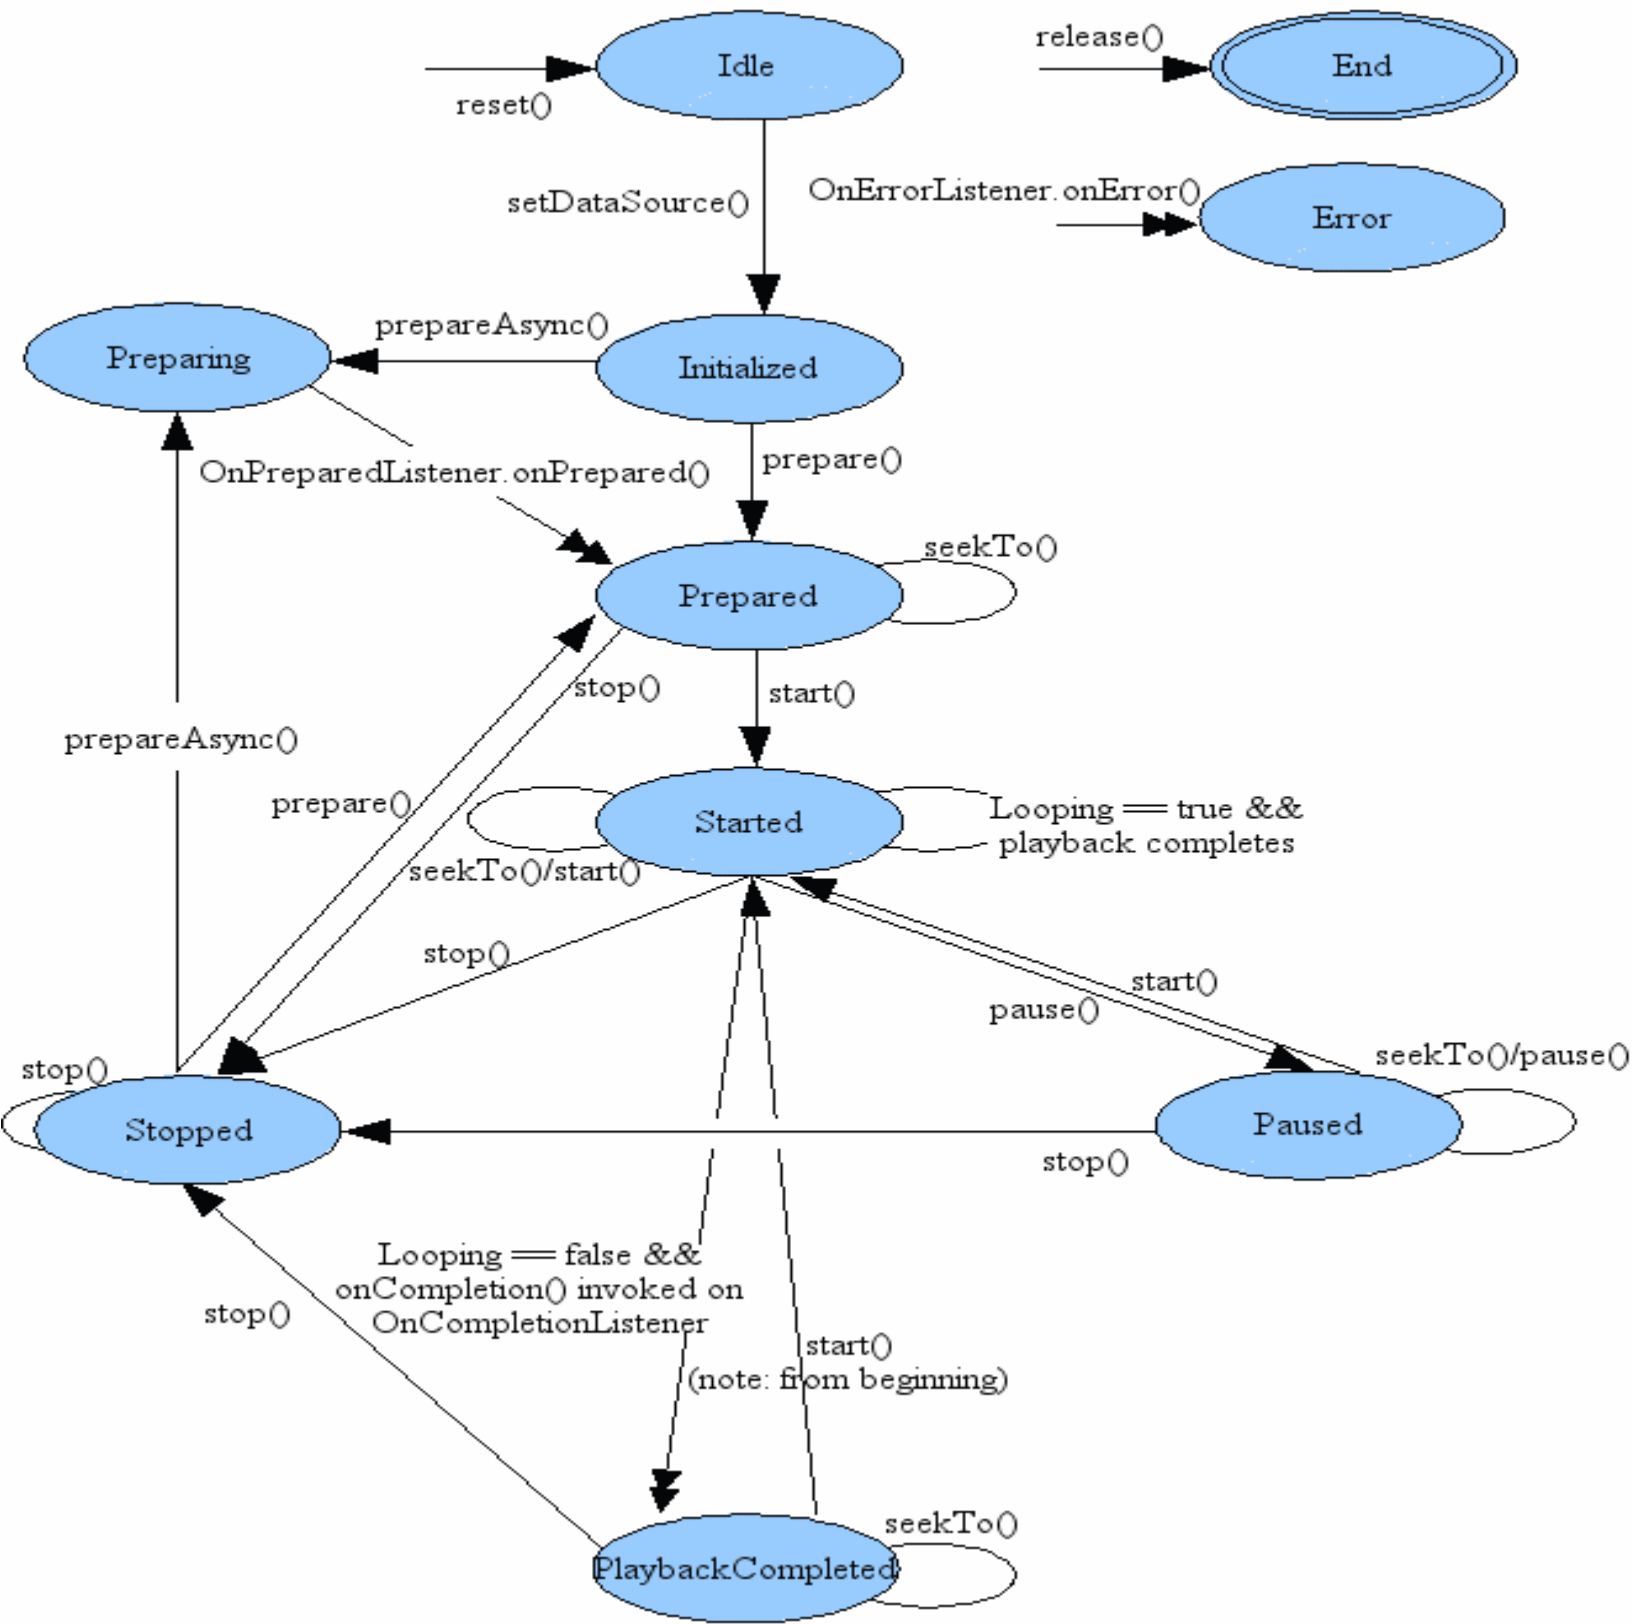 Idle
release()
End
reset()
setDataSource()
OnErrorListener.onError()
Error
prepareAsync()
Preparing
Initialized
OnPreparedListener.onPrepared()
prepare()
seekTo()
Prepared
stop()
start()
prepareAsync()
prepare()
Started
Looping == true &&
playback completes
seekTo()/start()
stop()
start()
pause()
stop()
seekTo()/pause()
Stopped
Paused
stop()
Looping == false &&
onCompletion() invoked on
OnCompletionListener
stop()
start()
(note: from beginning)
seekTo()
PlaybackCompleted